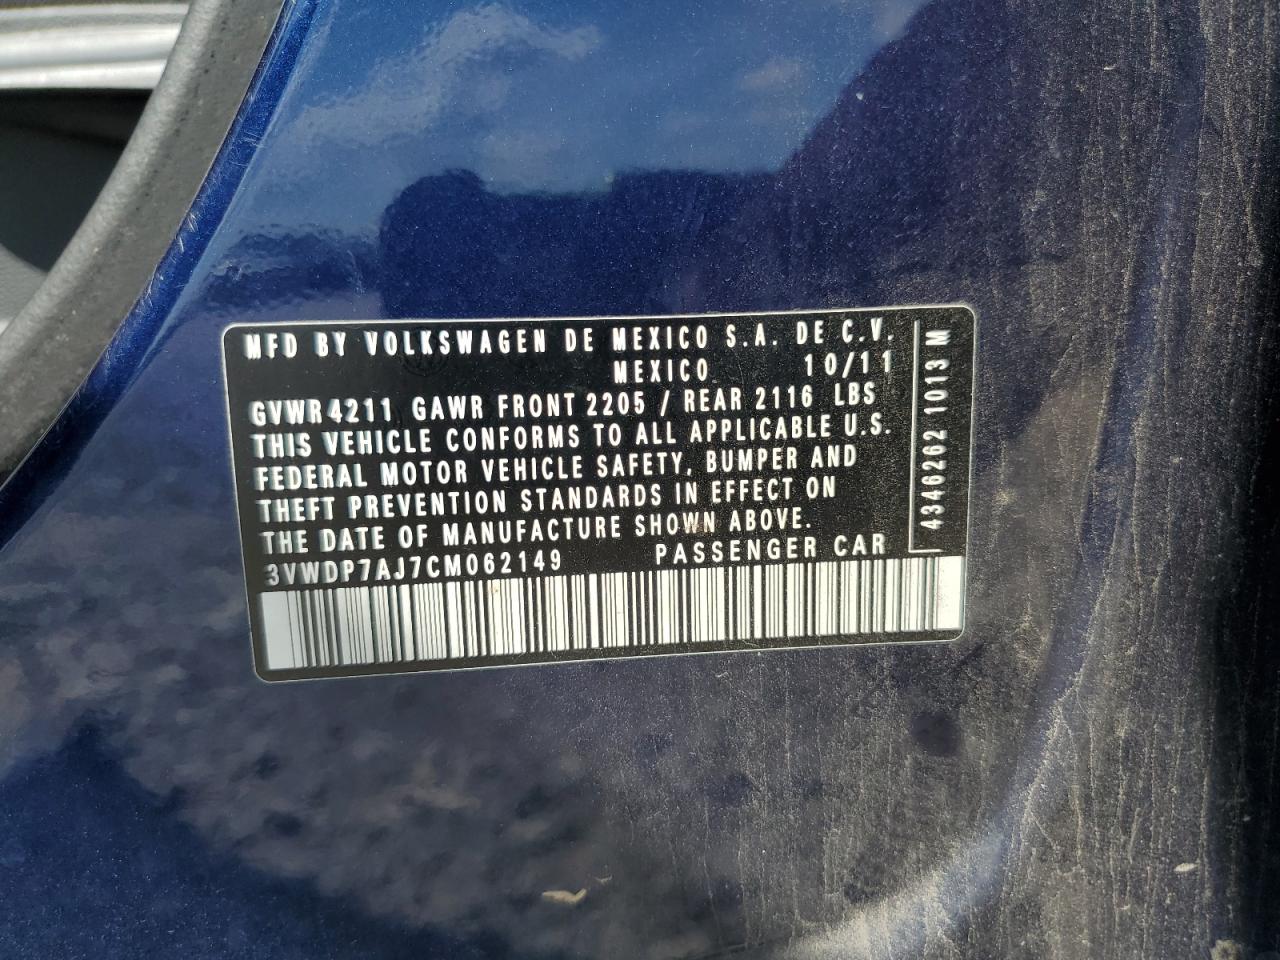 MFD BY VOLKSWAGEN DE MEXICO S.A. DE C.V.
MEXICO 10/11
GVWR 4211 GAWR FRONT 2205 / REAR 2116 LBS
THIS VEHICLE CONFORMS TO ALL APPLICABLE U.S.
FEDERAL MOTOR VEHICLE SAFETY, BUMPER AND
THEFT PREVENTION STANDARDS IN EFFECT ON
THE DATE OF MANUFACTURE SHOWN ABOVE.
3VWDP7AJ7CM062149 PASSENGER CAR
4346262 1013 M